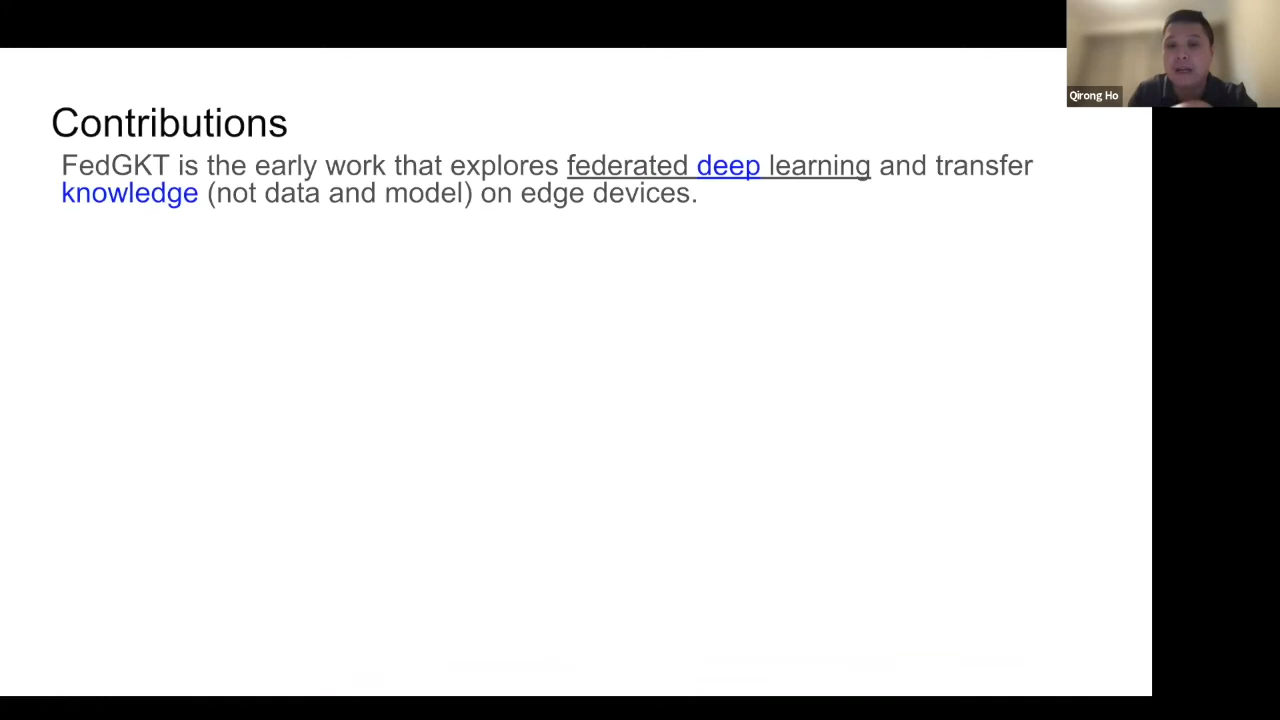 Qirong Ho
Contributions
FedGKT is the early work that explores federated deep learning and transfer
knowledge (not data and model) on edge devices.